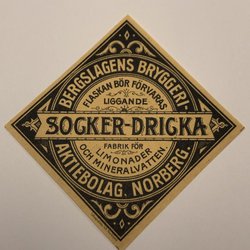 BERGSLAGENS BRYGGERI-
FLASKAN BÖR FÖRVARAS
LIGGANDE
SOCKER-DRICKA
FABRIK FÖR
LIMONADER
OCH MINERALVATTEN.
AKTIEBOLAG. NORBERG.